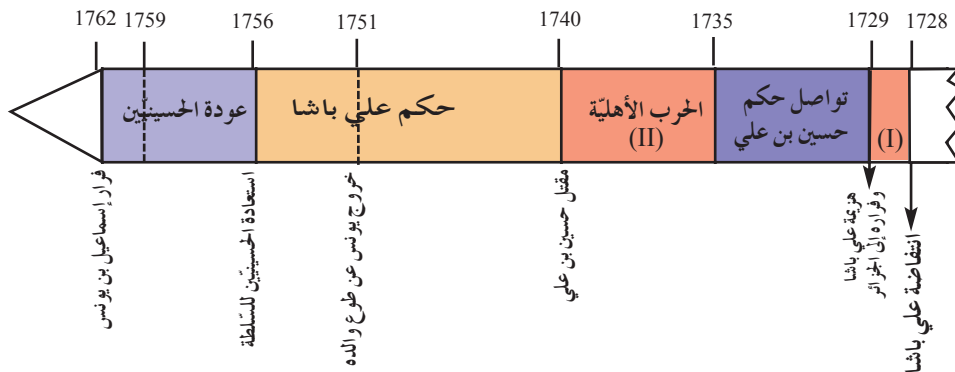 1728
1729
1735
1740
1751
1756
1759
1762
(I)
تواصل حكم
حسين بن علي
الحرب الأهليّة
(II)
حكم علي باشا
عودة الحسينيّين
انتفاضة علي باشا
هزيمة علي باشا
وفراره إلى الجزائر
مقتل حسين بن علي
خروج يونس عن طوع والده
استعادة الحسينيّين للسّلطة
فرار إسماعيل بن يونس